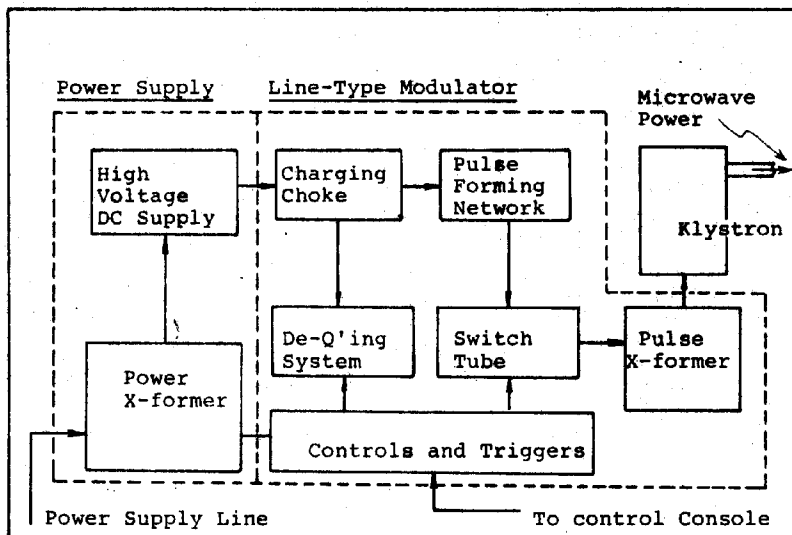 Power Supply
Line-Type Modulator
Microwave
Power
High
Voltage
DC Supply
Charging
Choke
Pulse
Forming
Network
Klystron
De-Q'ing
System
Switch
Tube
Pulse
X-former
Power
X-former
Controls and Triggers
Power Supply Line
To control Console